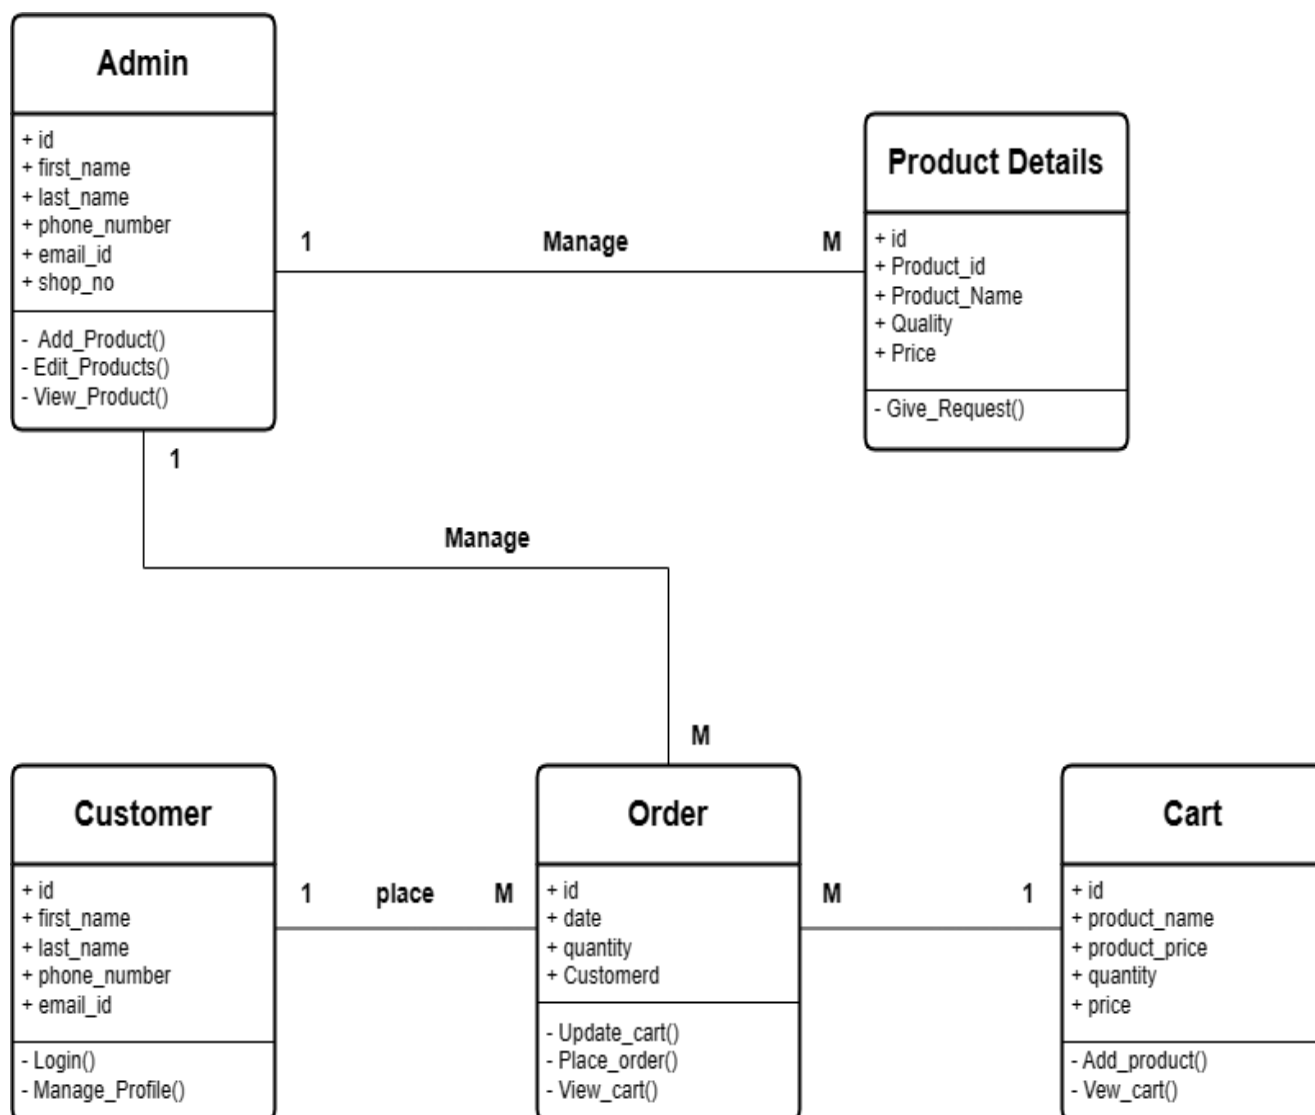 Admin
+ id
+ first_name
+ last_name
+ phone_number
+ email_id
+ shop_no
- Add_Product()
- Edit_Products()
- View_Product()
1 Manage M
Product Details
+ id
+ Product_id
+ Product_Name
+ Quality
+ Price
- Give_Request()
1
Manage
M
Customer
+ id
+ first_name
+ last_name
+ phone_number
+ email_id
- Login()
- Manage_Profile()
1 place M
Order
+ id
+ date
+ quantity
+ Customerd
- Update_cart()
- Place_order()
- View_cart()
M 1
Cart
+ id
+ product_name
+ product_price
+ quantity
+ price
- Add_product()
- Vew_cart()